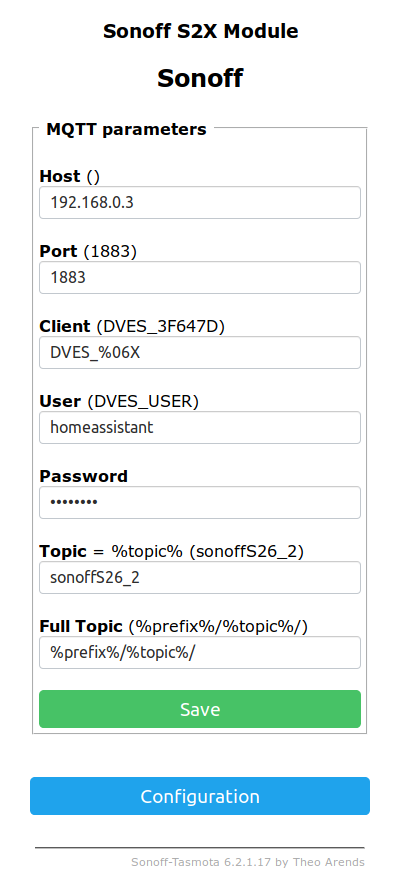 Sonoff S2X Module
Sonoff
MQTT parameters
Host ()
192.168.0.3
Port (1883)
1883
Client (DVES_3F647D)
DVES_%06X
User (DVES_USER)
homeassistant
Password
••••••••
Topic = %topic% (sonoffS26_2)
sonoffS26_2
Full Topic (%prefix%/%topic%/)
%prefix%/%topic%/
Save
Configuration
Sonoff-Tasmota 6.2.1.17 by Theo Arends